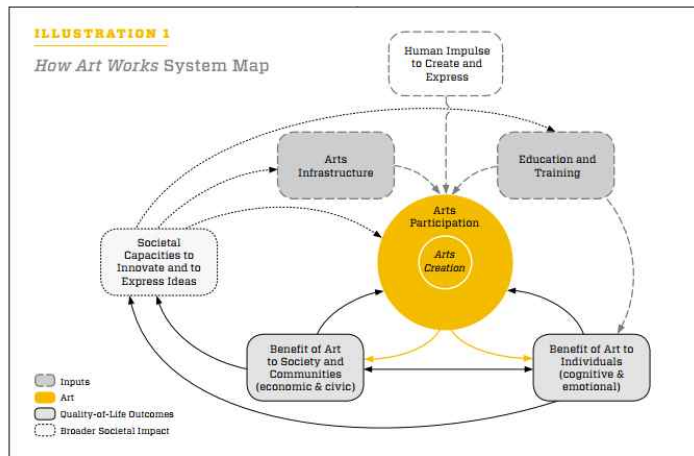 ILLUSTRATION 1
How Art Works System Map
Human Impulse
to Create and
Express
Arts
Infrastructure
Education and
Training
Arts
Participation
Arts
Creation
Societal
Capacities to
Innovate and to
Express Ideas
Benefit of Art
to Society and
Communities
(economic & civic)
Benefit of Art to
Individuals
(cognitive &
emotional)
Inputs
Art
Quality-of-Life Outcomes
Broader Societal Impact